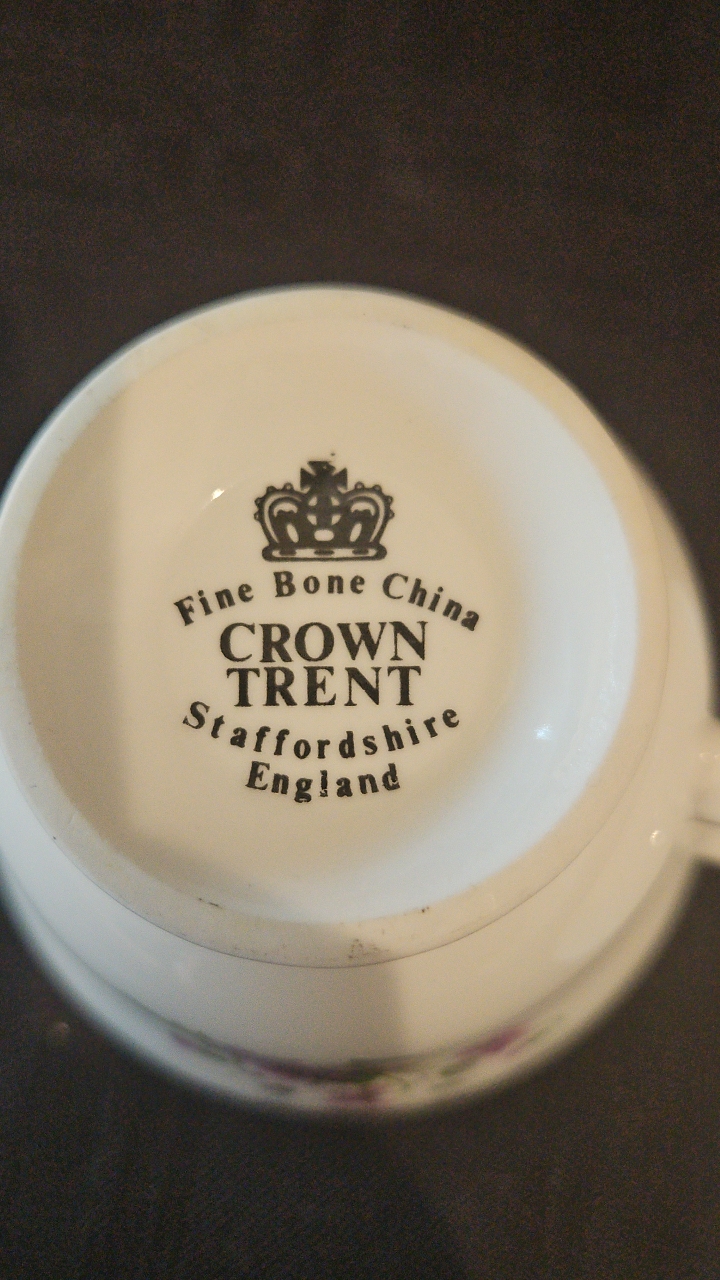 Fine Bone China
CROWN
TRENT
Staffordshire
England